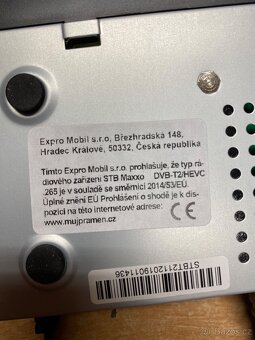 Expro Mobil s.r.o, Březhradská 148,
Hradec Králové, 50332, Česká republika
Tímto Expro Mobil s.r.o. prohlašuje, že typ rá-
diového zařízení STB Maxxo DVB-T2/HEVC
.265 je v souladě se směrnicí 2014/53/EU.
Úplné znění EU Prohlášení o shodě je k dis-
pozici na této internetové adrese:
www.mujpramen.cz
CE
STBT2112019011436